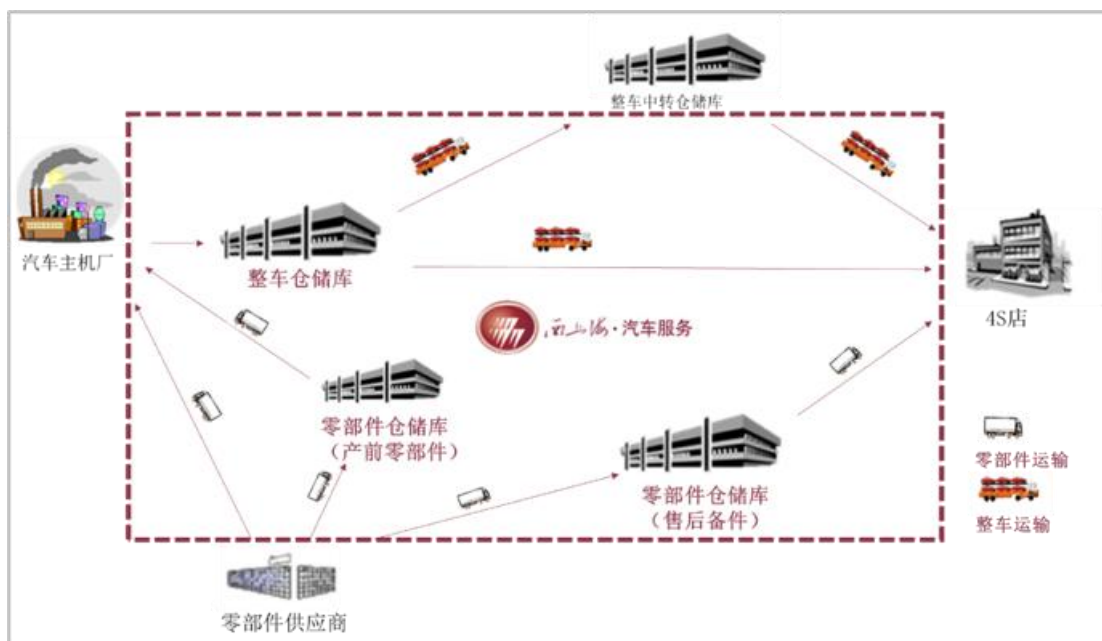 整车中转仓储库
汽车主机厂
整车仓储库
4S店
西上海·汽车服务
零部件仓储库
(产前零部件)
零部件仓储库
(售后备件)
零部件运输
整车运输
零部件供应商